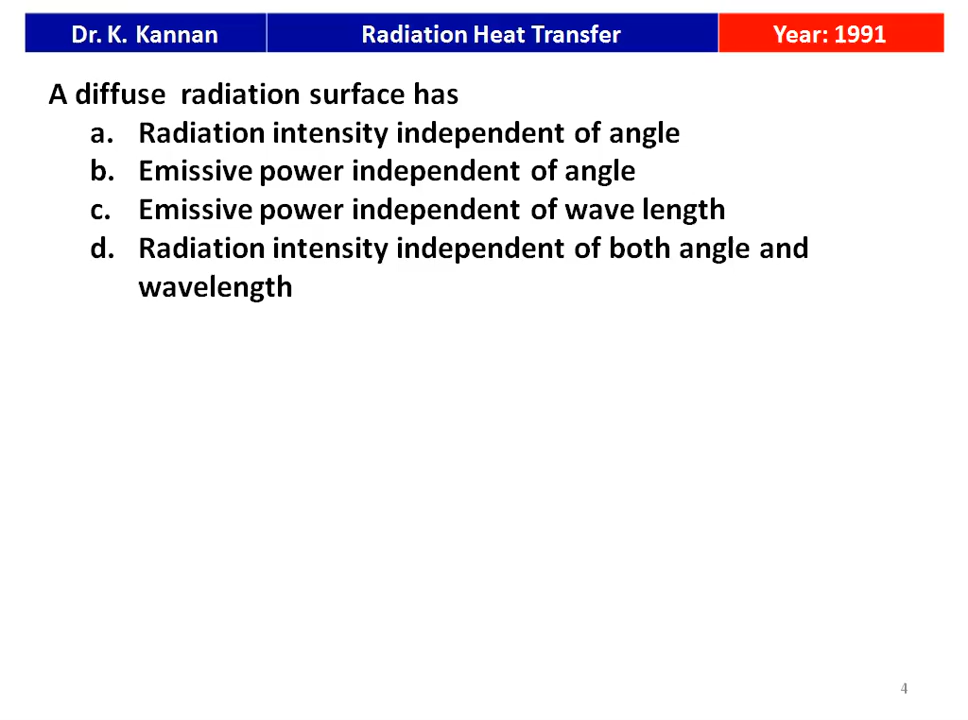 Dr. K. Kannan Radiation Heat Transfer Year: 1991
A diffuse radiation surface has
a. Radiation intensity independent of angle
b. Emissive power independent of angle
c. Emissive power independent of wave length
d. Radiation intensity independent of both angle and
wavelength
4